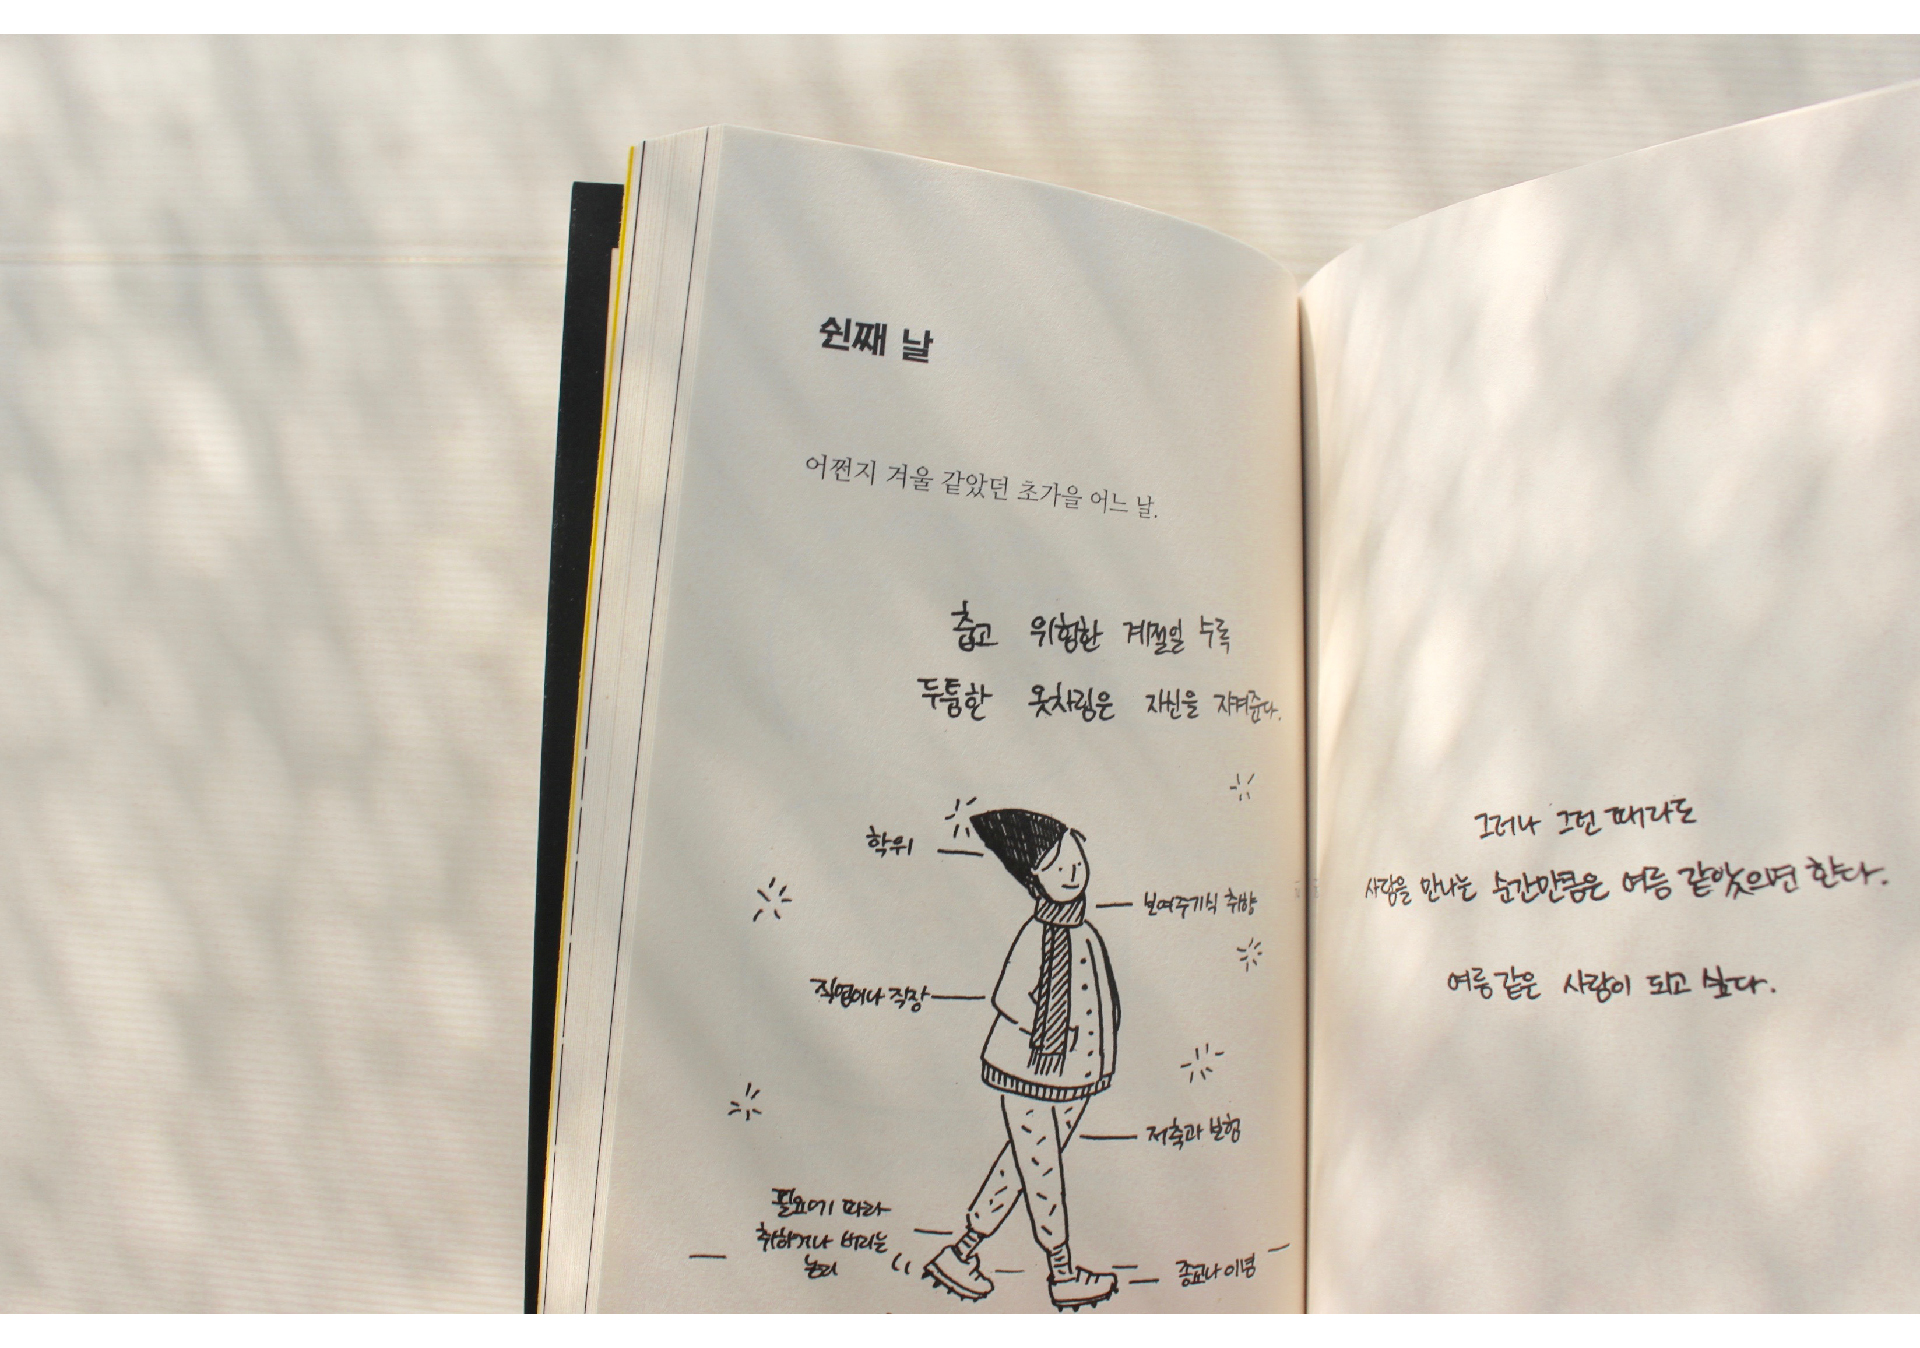 쉰째 날
어쩐지 겨울 같았던 초가을 어느 날.
춥고 위험한 계절일 수록
두툼한 옷차림은 자신을 지켜준다.
학위
보여주기식 취향
직업이나 직장
저축과 보험
필요에 따라
취하거나 버리는
논리
종교나 이념
그러나 그런 때라도
사람을 만나는 순간만큼은 여름 같았으면 한다.
여름 같은 사람이 되고 싶다.